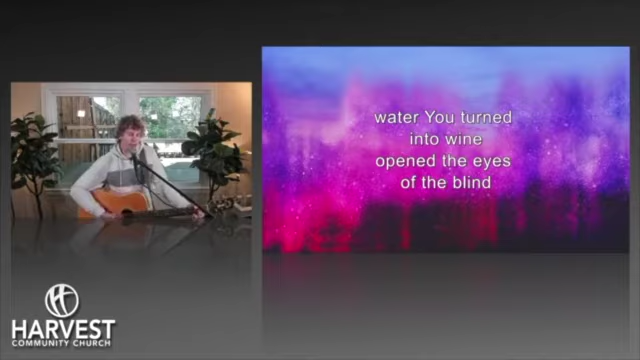 water You turned
into wine
opened the eyes
of the blind
HARVEST
COMMUNITY CHURCH